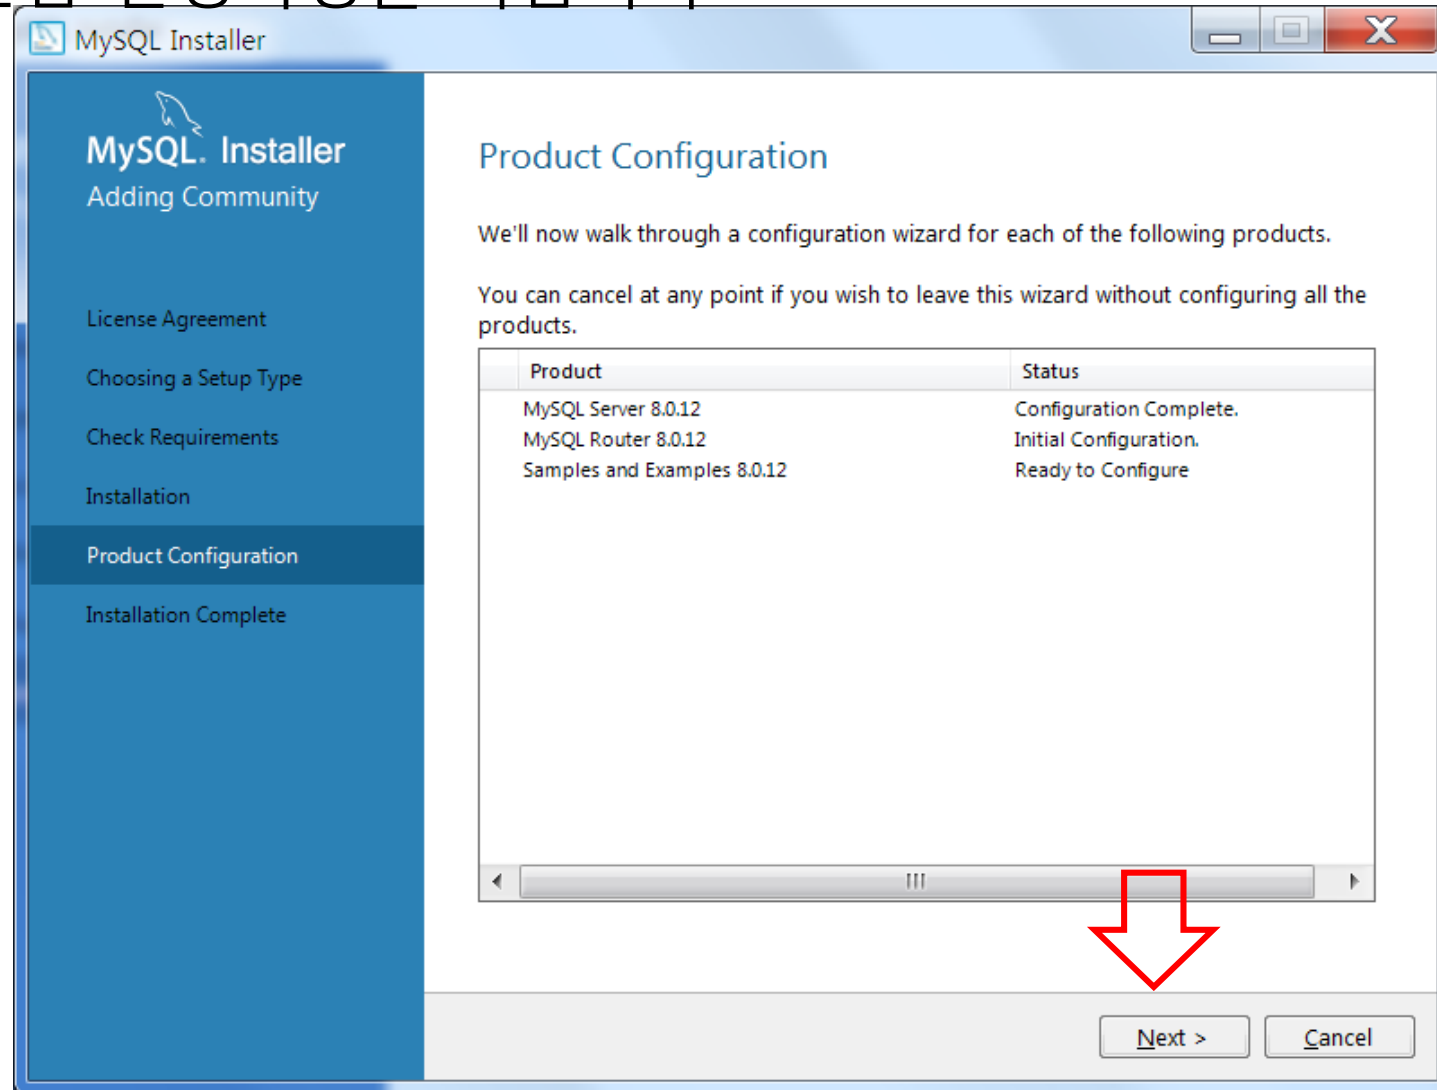 MySQL Installer
MySQL. Installer
Adding Community
License Agreement
Choosing a Setup Type
Check Requirements
Installation
Product Configuration
Installation Complete
Product Configuration
We'll now walk through a configuration wizard for each of the following products.
You can cancel at any point if you wish to leave this wizard without configuring all the
products.
Product Status
MySQL Server 8.0.12 Configuration Complete.
MySQL Router 8.0.12 Initial Configuration.
Samples and Examples 8.0.12 Ready to Configure
Next > Cancel